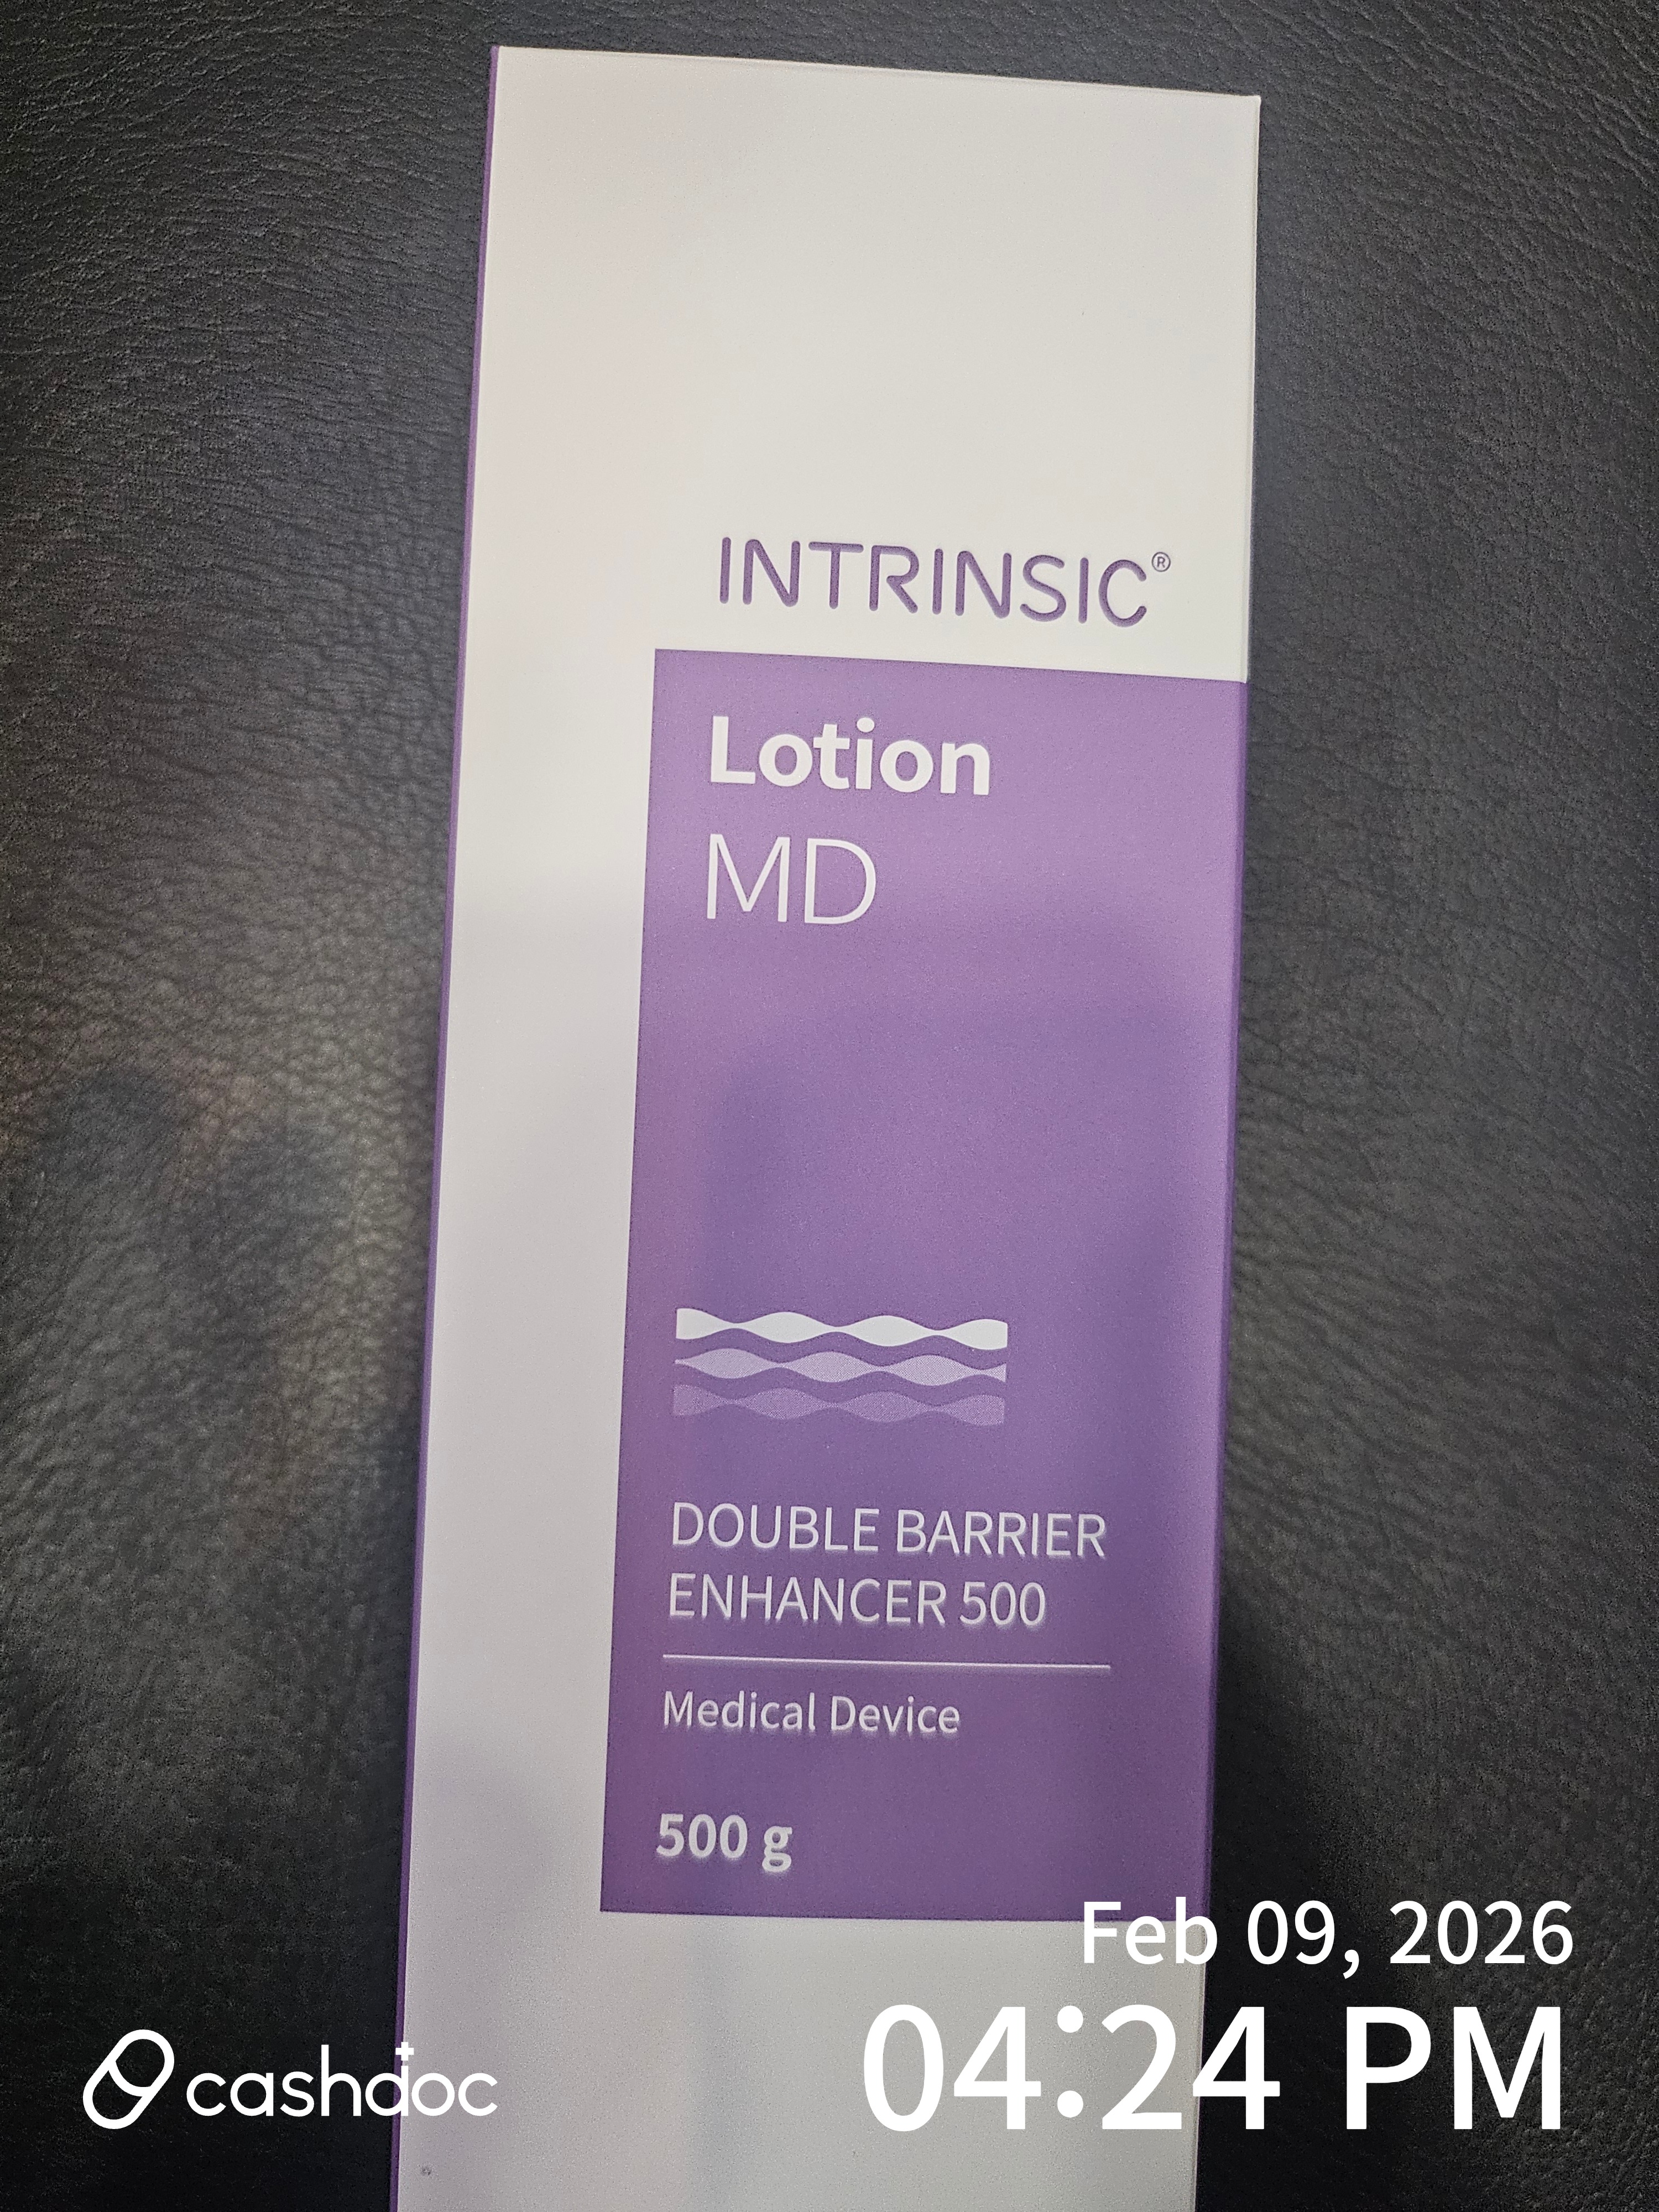 INTRINSIC®
Lotion
MD
DOUBLE BARRIER
ENHANCER 500
Medical Device
500 g
Feb 09, 2026
04:24 PM
cashdoc